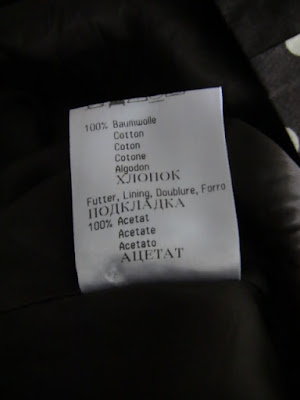 100% Baumwolle
Cotton
Coton
Cotone
Algodon
ХЛОПОК
Futter, Lining, Doublure, Forro
ПОДКЛАДКА
100% Acetat
Acetate
Acetato
АЦЕТАТ